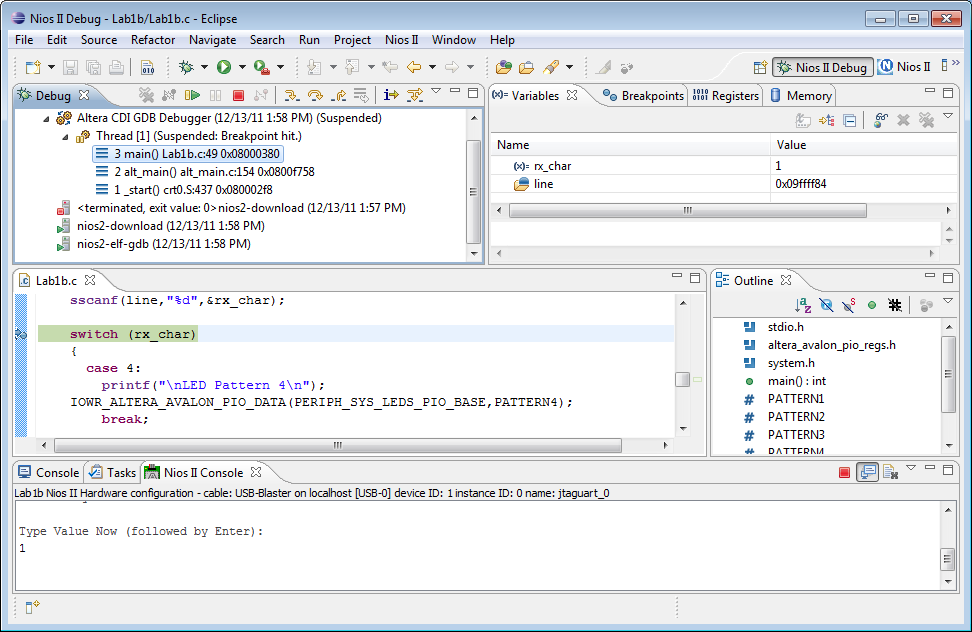 Nios II Debug - Lab1b/Lab1b.c - Eclipse
File Edit Source Refactor Navigate Search Run Project Nios II Window Help
Nios II Debug Nios II
Debug
Altera CDI GDB Debugger (12/13/11 1:58 PM) (Suspended)
Thread [1] (Suspended: Breakpoint hit.)
3 main() Lab1b.c:49 0x08000380
2 alt_main() alt_main.c:154 0x0800f758
1 _start() crt0.S:437 0x080002f8
<terminated, exit value: 0>nios2-download (12/13/11 1:57 PM)
nios2-download (12/13/11 1:58 PM)
nios2-elf-gdb (12/13/11 1:58 PM)
(x)= Variables Breakpoints Registers Memory
Name Value
(x)= rx_char 1
line 0x09ffff84
Lab1b.c
sscanf(line,"%d",&rx_char);
switch (rx_char)
{
case 4:
printf("\nLED Pattern 4\n");
IOWR_ALTERA_AVALON_PIO_DATA(PERIPH_SYS_LEDS_PIO_BASE,PATTERN4);
break;
Outline
stdio.h
altera_avalon_pio_regs.h
system.h
main() : int
PATTERN1
PATTERN2
PATTERN3
PATTERN4
Console Tasks Nios II Console
Lab1b Nios II Hardware configuration - cable: USB-Blaster on localhost [USB-0] device ID: 1 instance ID: 0 name: jtaguart_0
Type Value Now (followed by Enter):
1